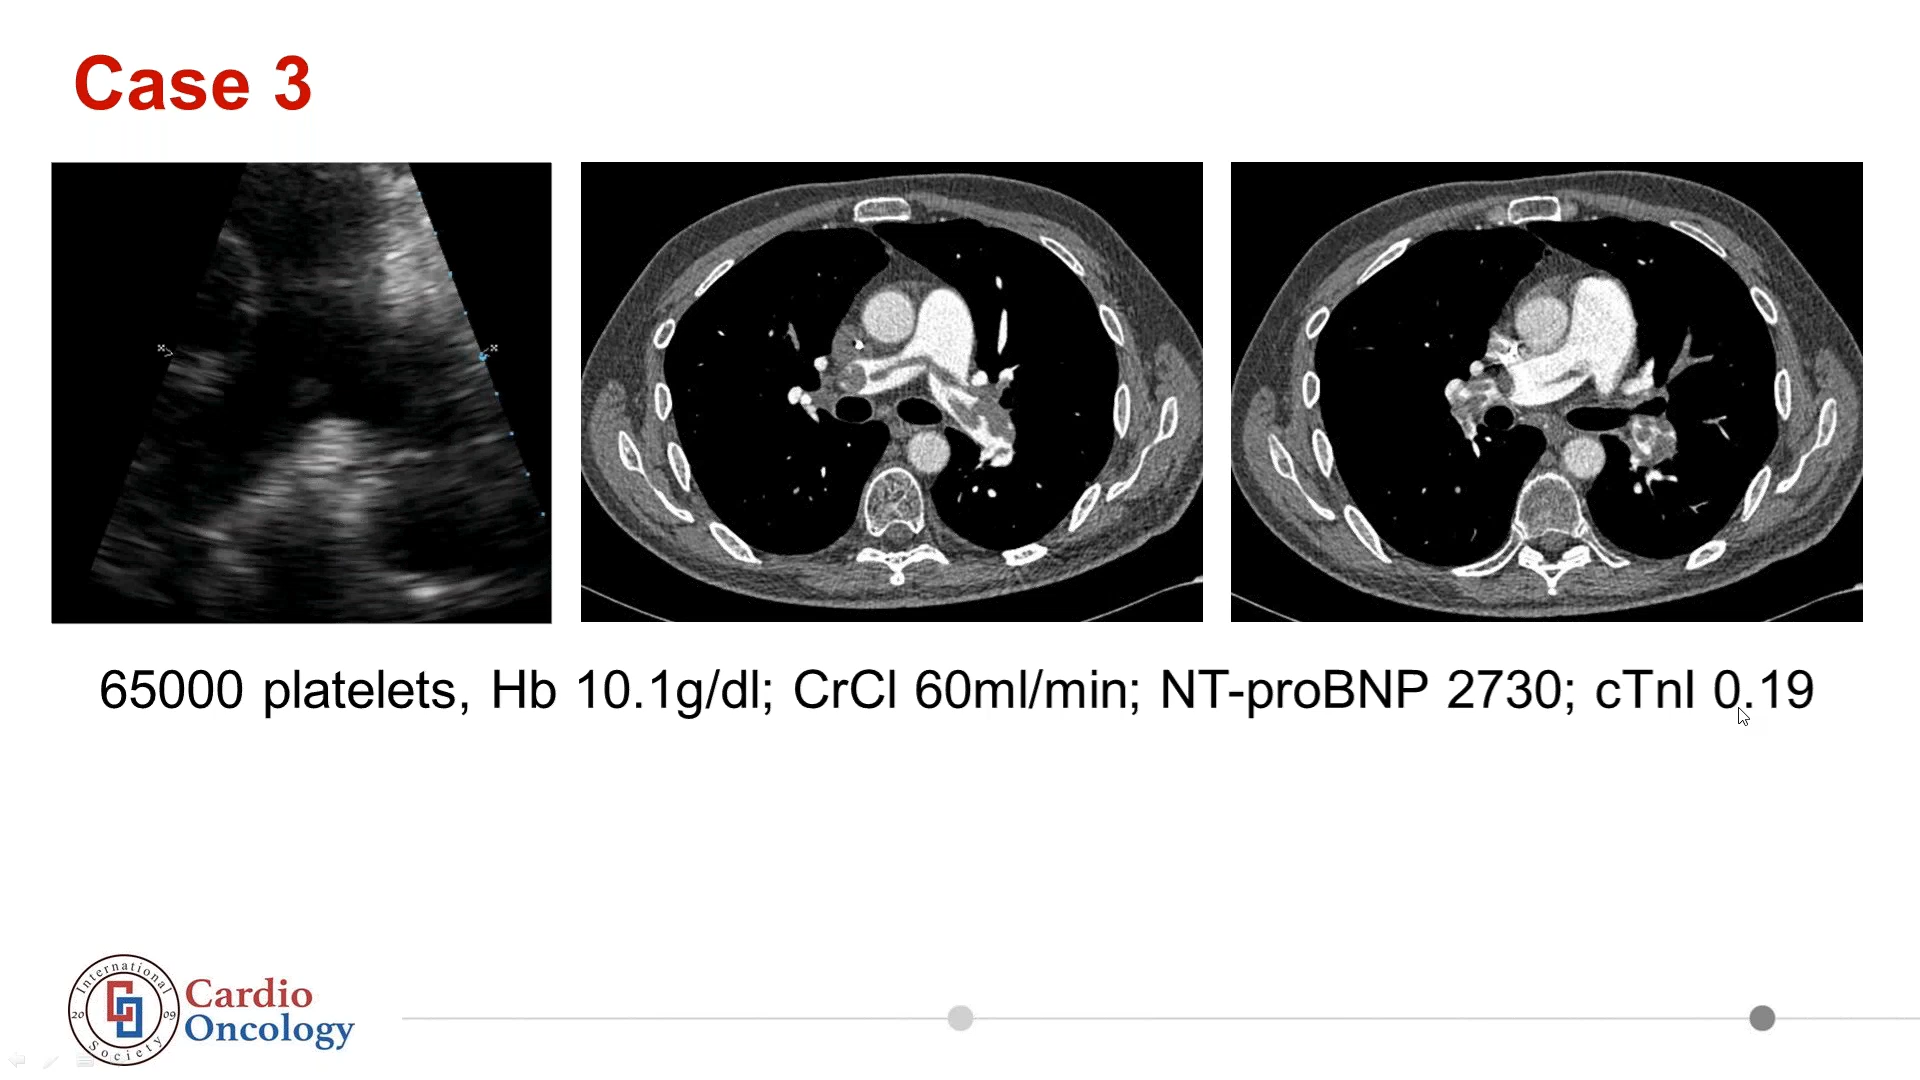 Case 3
65000 platelets, Hb 10.1g/dl; CrCl 60ml/min; NT-proBNP 2730; cTnI 0.19
International
20 09
Society
Cardio
Oncology